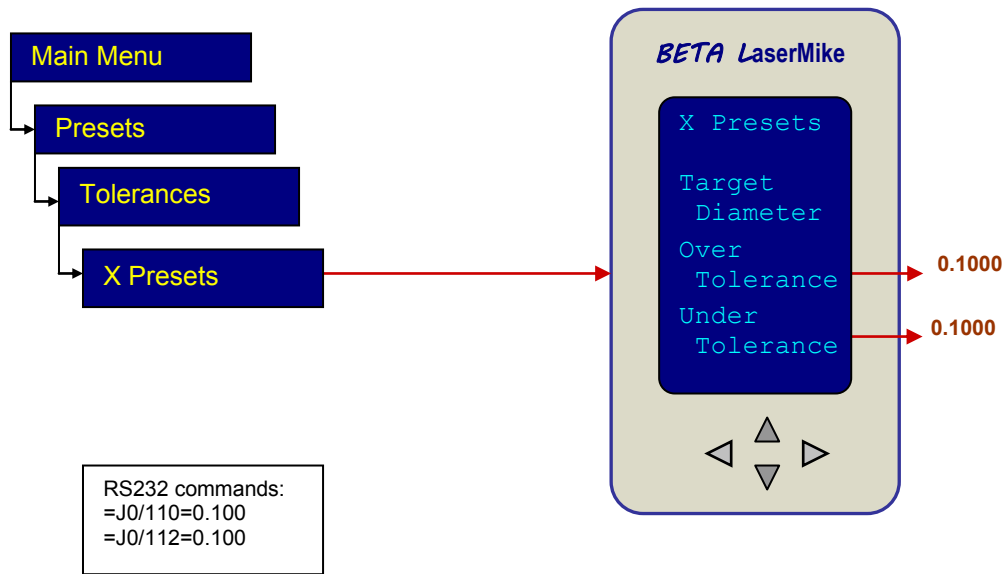 Main Menu
Presets
Tolerances
X Presets
BETA LaserMike
X Presets
Target
Diameter
Over
Tolerance
Under
Tolerance
0.1000
0.1000
RS232 commands:
=J0/110=0.100
=J0/112=0.100